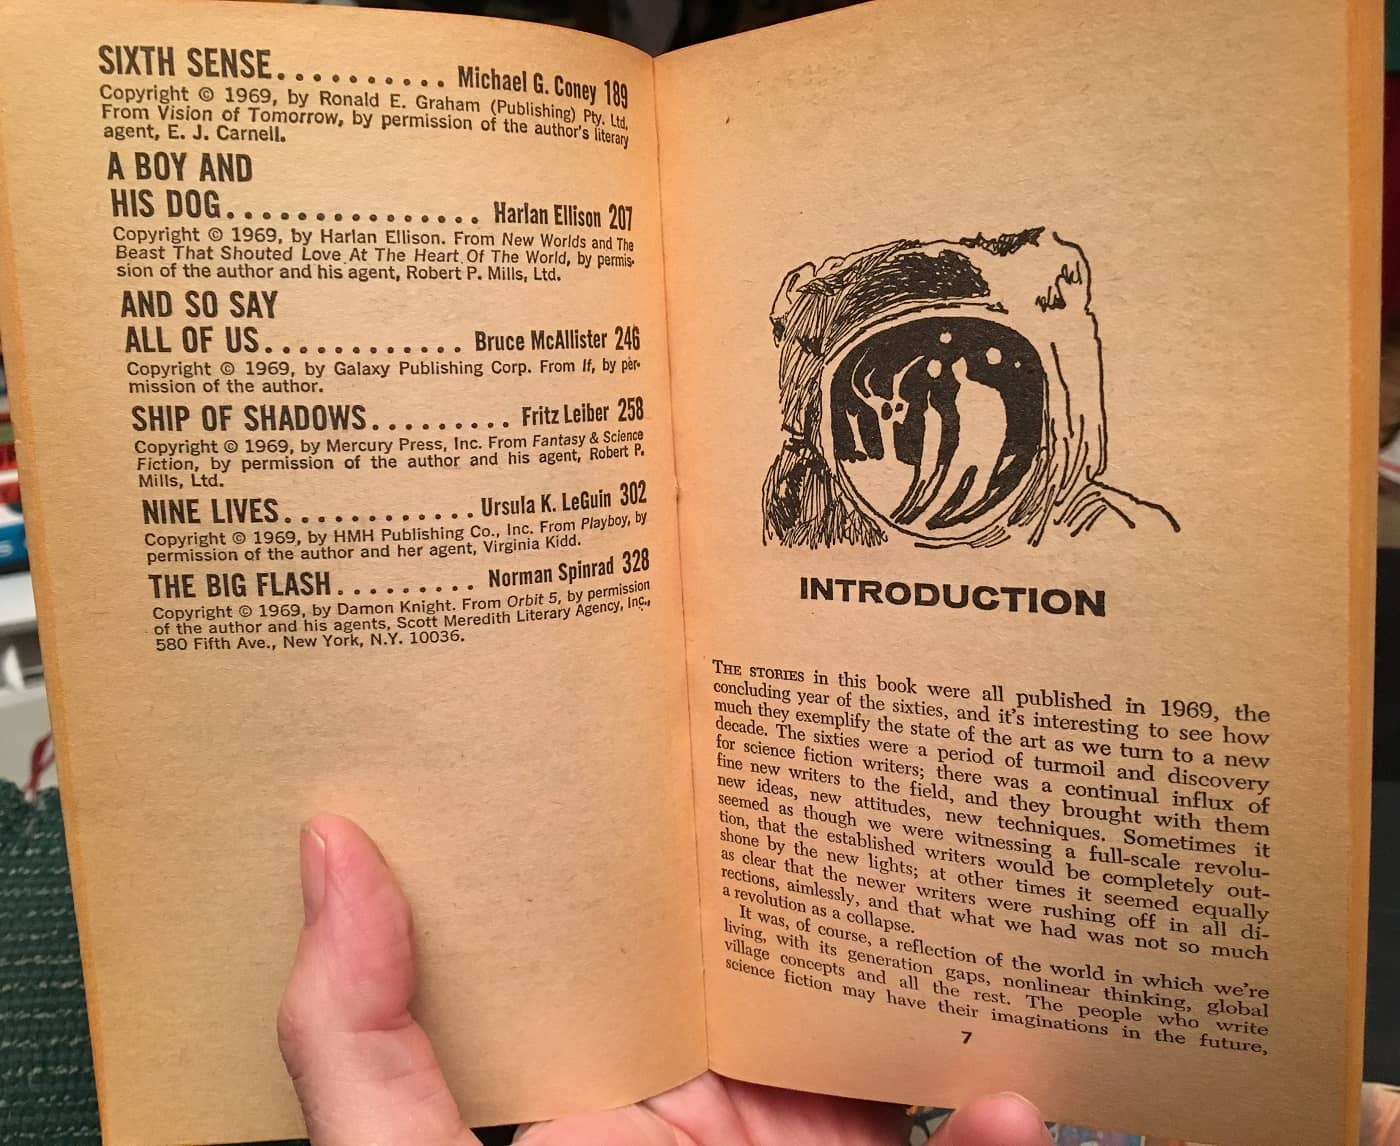 SIXTH SENSE.......... Michael G. Coney 189
Copyright © 1969, by Ronald E. Graham (Publishing) Pty. Ltd.
From Vision of Tomorrow, by permission of the author's literary
agent, E. J. Carnell.
A BOY AND
HIS DOG............... Harlan Ellison 207
Copyright © 1969, by Harlan Ellison. From New Worlds and The
Beast That Shouted Love At The Heart Of The World, by permis-
sion of the author and his agent, Robert P. Mills, Ltd.
AND SO SAY
ALL OF US............ Bruce McAllister 246
Copyright © 1969, by Galaxy Publishing Corp. From If, by per-
mission of the author.
SHIP OF SHADOWS......... Fritz Leiber 258
Copyright © 1969, by Mercury Press, Inc. From Fantasy & Science
Fiction, by permission of the author and his agent, Robert P.
Mills, Ltd.
NINE LIVES............ Ursula K. LeGuin 302
Copyright © 1969, by HMH Publishing Co., Inc. From Playboy, by
permission of the author and her agent, Virginia Kidd.
THE BIG FLASH......... Norman Spinrad 328
Copyright © 1969, by Damon Knight. From Orbit 5, by permission
of the author and his agents, Scott Meredith Literary Agency, Inc.,
580 Fifth Ave., New York, N.Y. 10036.
INTRODUCTION
THE STORIES in this book were all published in 1969, the
concluding year of the sixties, and it's interesting to see how
much they exemplify the state of the art as we turn to a new
decade. The sixties were a period of turmoil and discovery
for science fiction writers; there was a continual influx of
fine new writers to the field, and they brought with them
new ideas, new attitudes, new techniques. Sometimes it
seemed as though we were witnessing a full-scale revolu-
tion, that the established writers would be completely out-
shone by the new lights; at other times it seemed equally
as clear that the newer writers were rushing off in all di-
rections, aimlessly, and that what we had was not so much
a revolution as a collapse.
It was, of course, a reflection of the world in which we're
living, with its generation gaps, nonlinear thinking, global
village concepts and all the rest. The people who write
science fiction may have their imaginations in the future,
7